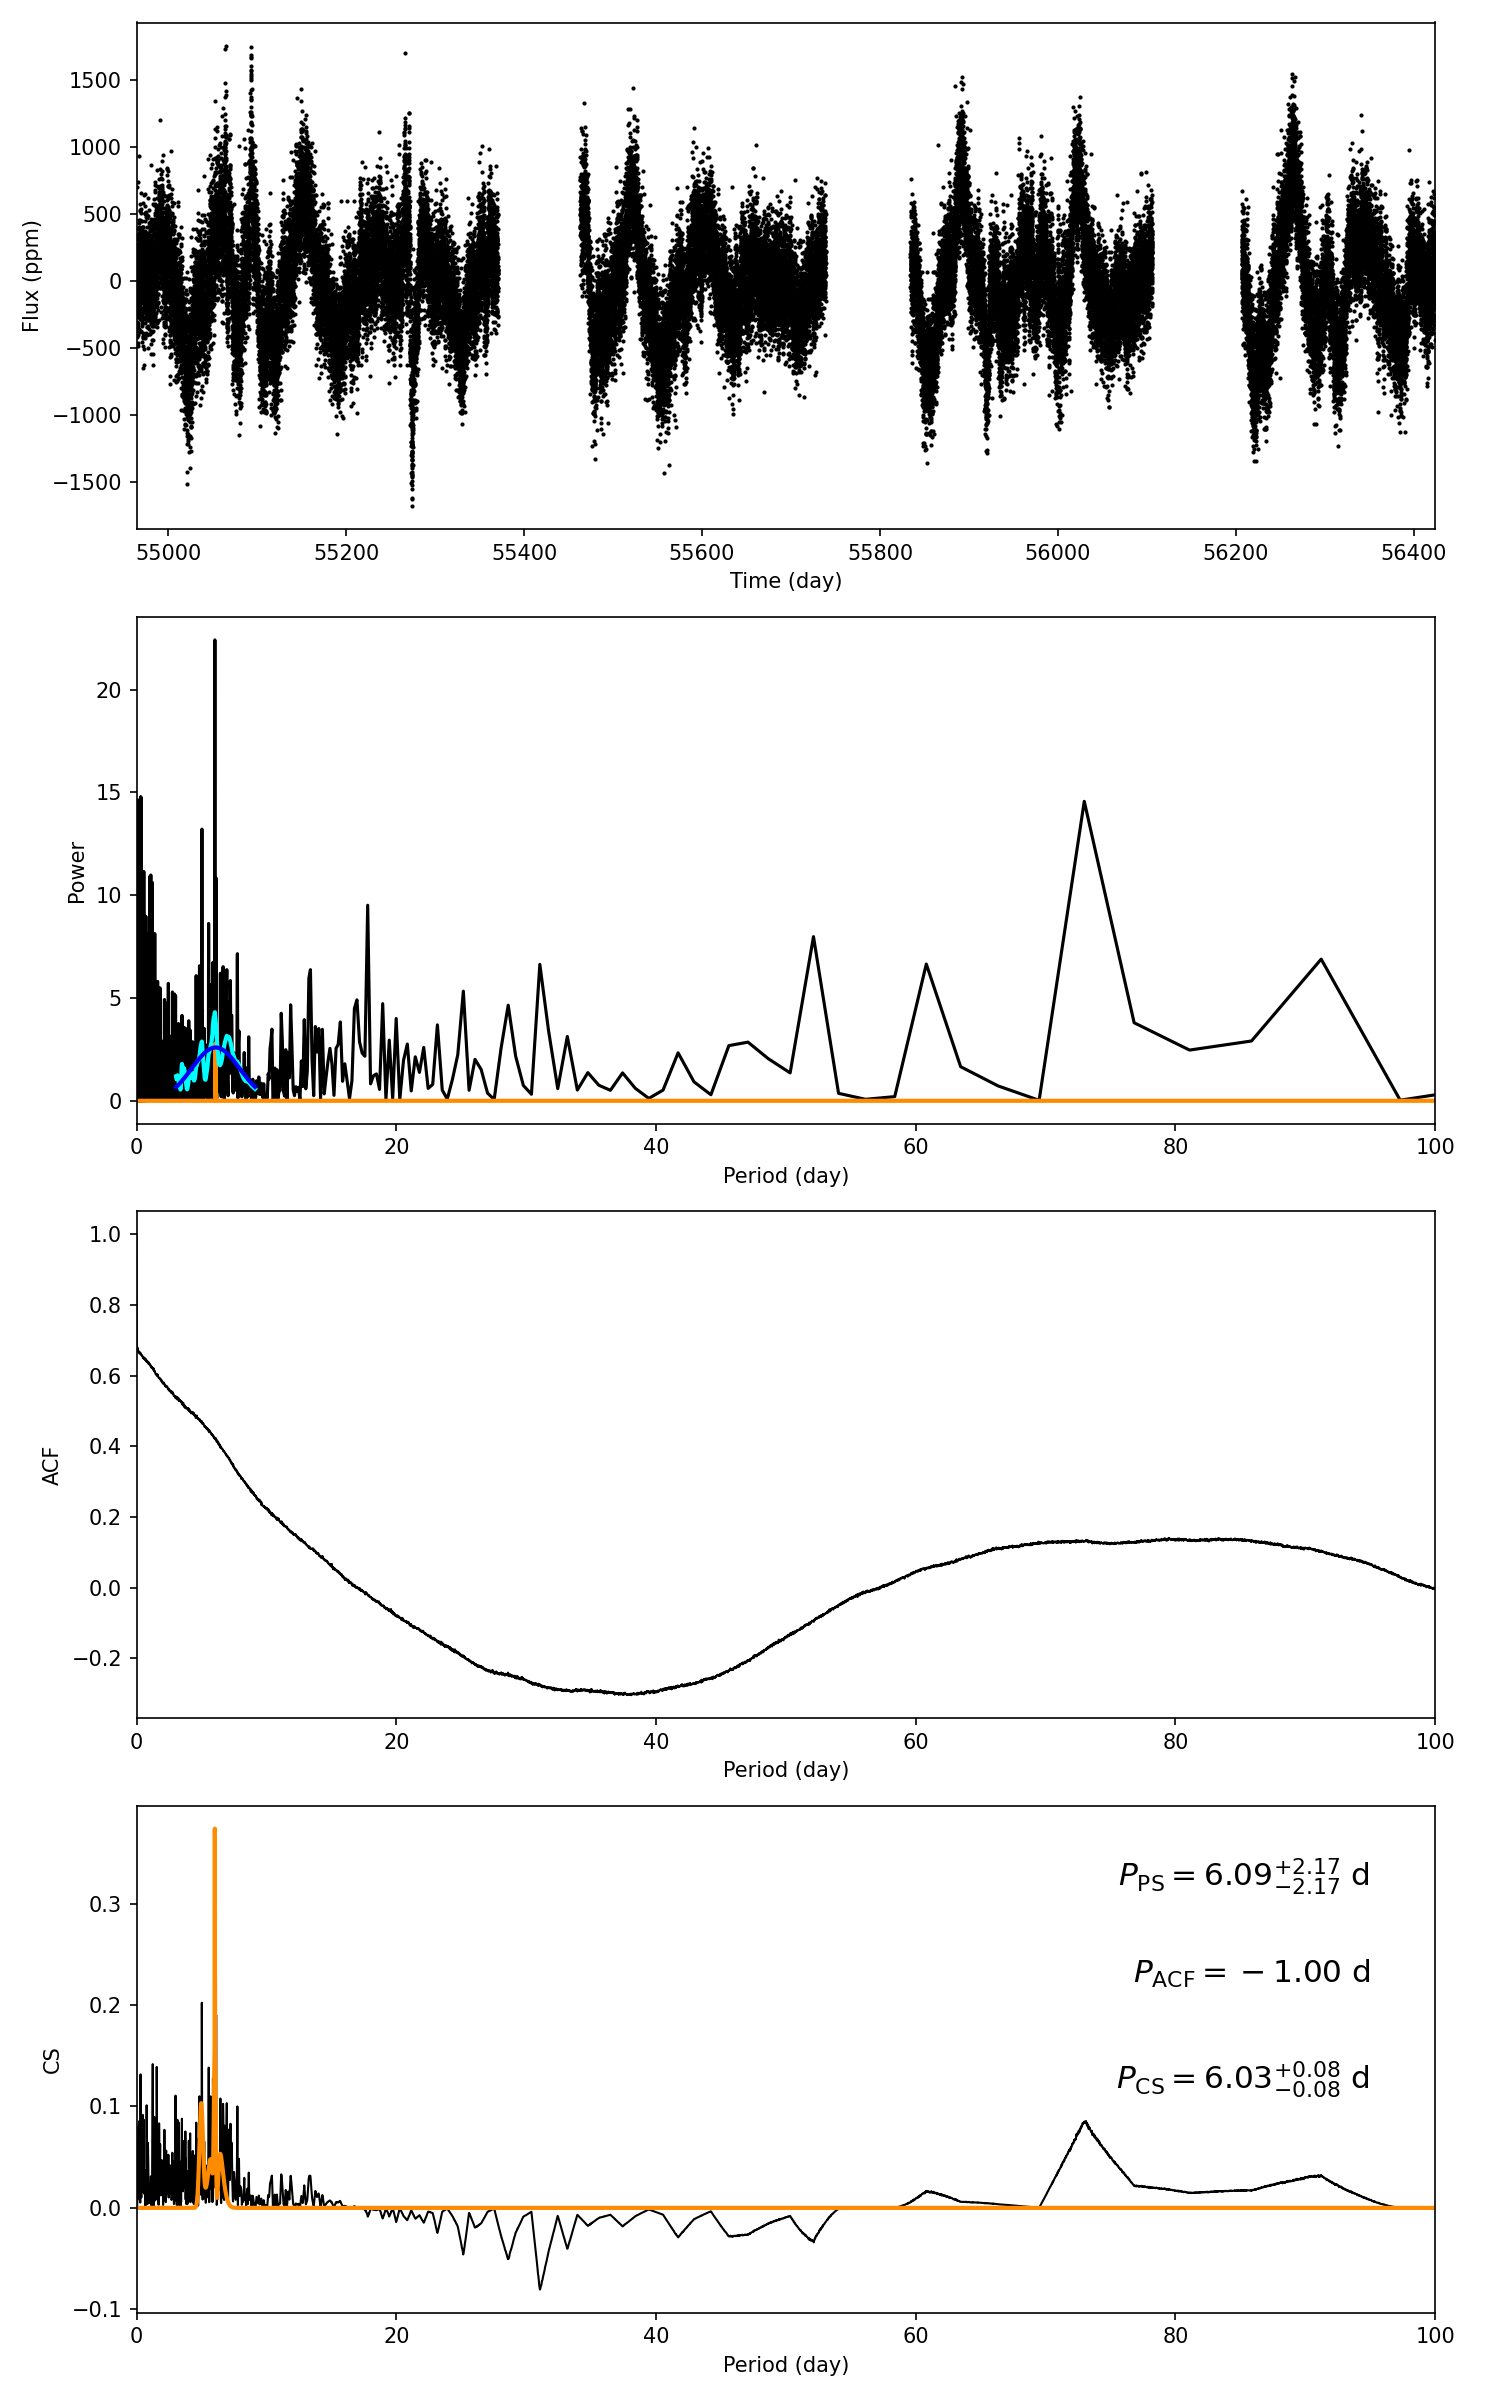 1500
1000
500
0
−500
−1000
−1500
Flux (ppm)
55000 55200 55400 55600 55800 56000 56200 56400
Time (day)
20
15
10
5
0
Power
0 20 40 60 80 100
Period (day)
1.0
0.8
0.6
0.4
0.2
0.0
−0.2
ACF
0 20 40 60 80 100
Period (day)
0.3
0.2
0.1
0.0
−0.1
CS
P_PS = 6.09 +2.17 −2.17 d
P_ACF = −1.00 d
P_CS = 6.03 +0.08 −0.08 d
0 20 40 60 80 100
Period (day)